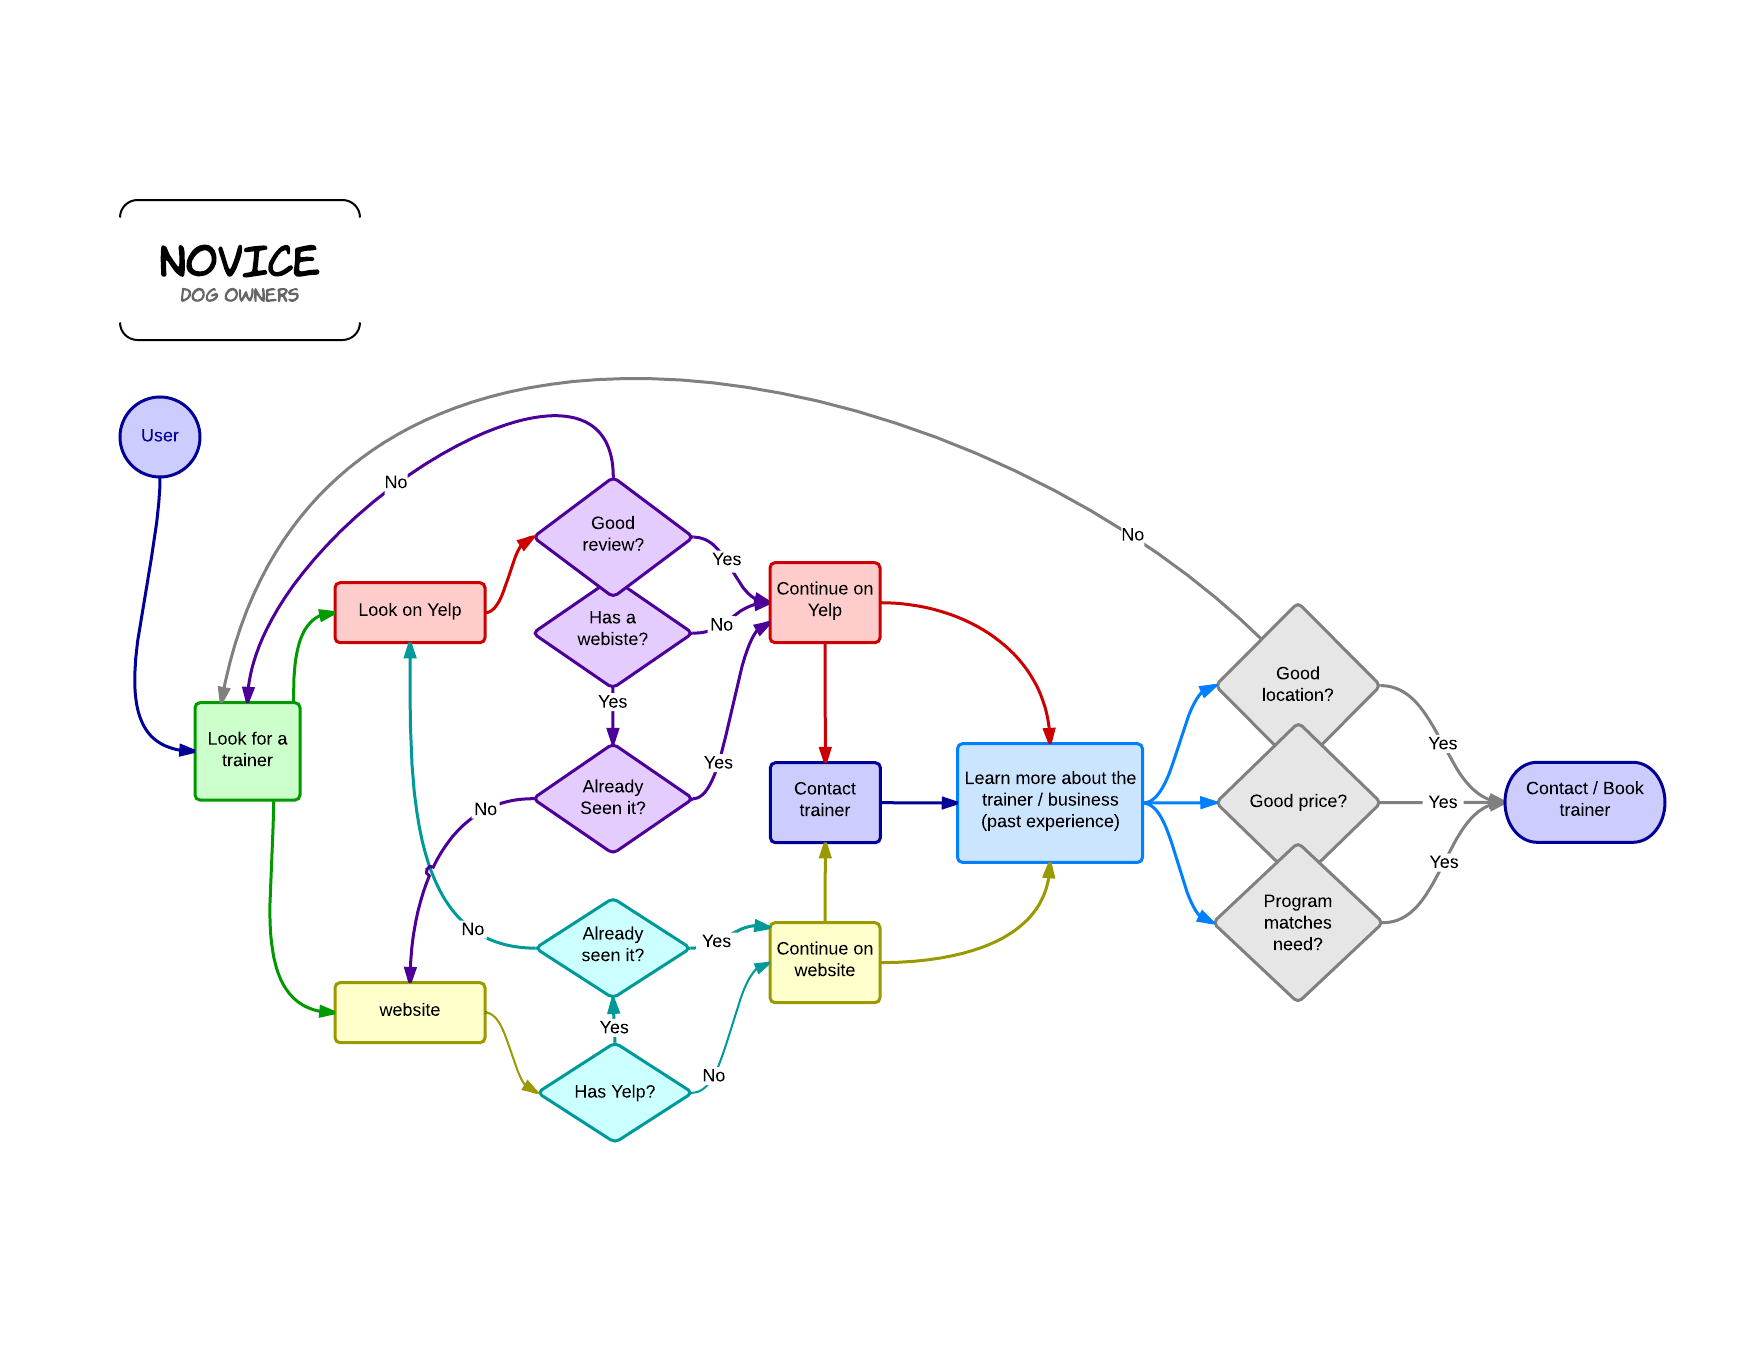 NOVICE
DOG OWNERS
User
No
Good
review?
Yes
No
Look on Yelp
Has a
webiste?
No
Continue on
Yelp
Yes
Look for a
trainer
Already
Seen it?
Yes
No
Contact
trainer
Learn more about the
trainer / business
(past experience)
Good
location?
Yes
Good price?
Yes
Contact / Book
trainer
Yes
Program
matches
need?
No
Already
seen it?
Yes
Continue on
website
website
Yes
Has Yelp?
No